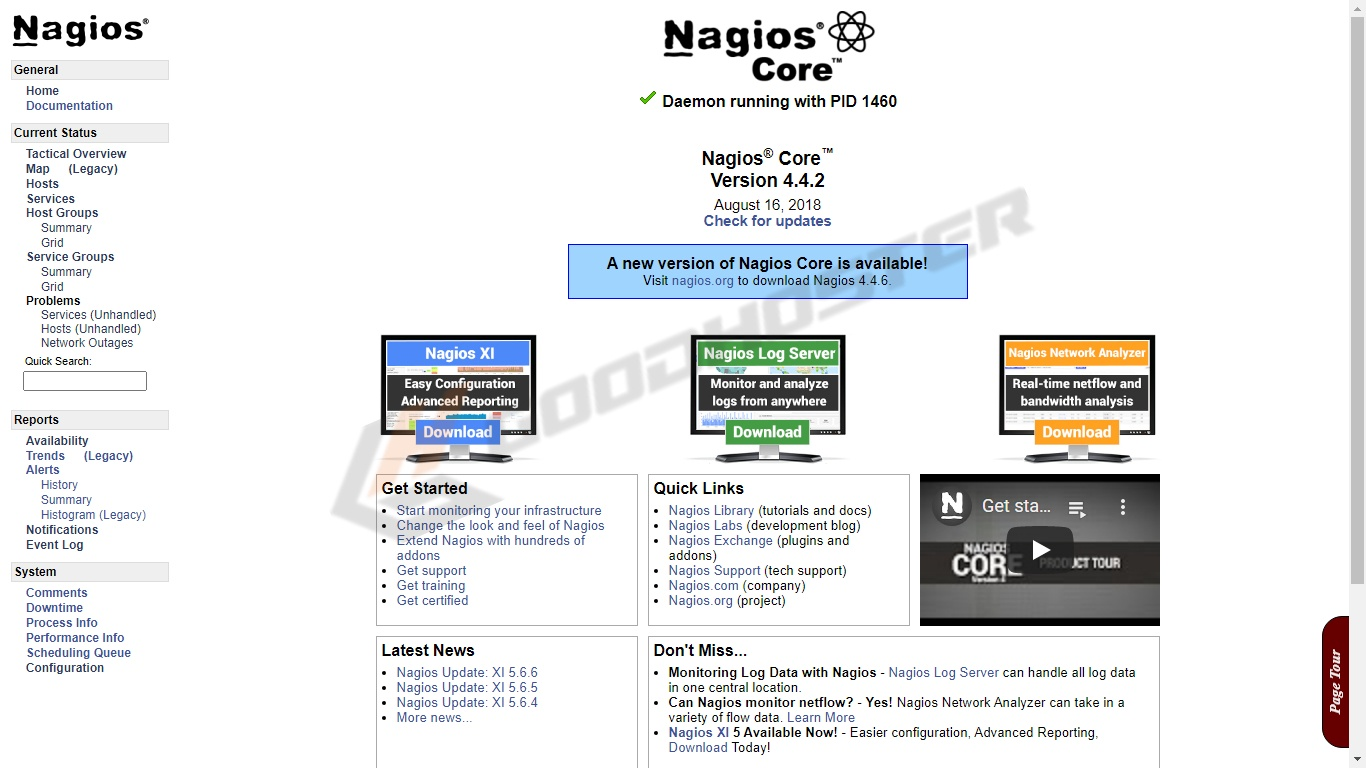 Nagios®
General
Home
Documentation
Current Status
Tactical Overview
Map (Legacy)
Hosts
Services
Host Groups
Summary
Grid
Service Groups
Summary
Grid
Problems
Services (Unhandled)
Hosts (Unhandled)
Network Outages
Quick Search:
Reports
Availability
Trends (Legacy)
Alerts
History
Summary
Histogram (Legacy)
Notifications
Event Log
System
Comments
Downtime
Process Info
Performance Info
Scheduling Queue
Configuration
Nagios®
Core™
Daemon running with PID 1460
Nagios® Core™
Version 4.4.2
August 16, 2018
Check for updates
A new version of Nagios Core is available!
Visit nagios.org to download Nagios 4.4.6.
GOODHOSTER
Nagios XI
Easy Configuration
Advanced Reporting
Download
Nagios Log Server
Monitor and analyze
logs from anywhere
Download
Nagios Network Analyzer
Real-time netflow and
bandwidth analysis
Download
Get Started
Start monitoring your infrastructure
Change the look and feel of Nagios
Extend Nagios with hundreds of
addons
Get support
Get training
Get certified
Quick Links
Nagios Library (tutorials and docs)
Nagios Labs (development blog)
Nagios Exchange (plugins and
addons)
Nagios Support (tech support)
Nagios.com (company)
Nagios.org (project)
N
Get sta...
NAGIOS
CORE PRODUCT TOUR
Latest News
Nagios Update: XI 5.6.6
Nagios Update: XI 5.6.5
Nagios Update: XI 5.6.4
More news...
Don't Miss...
Monitoring Log Data with Nagios - Nagios Log Server can handle all log data
in one central location.
Can Nagios monitor netflow? - Yes! Nagios Network Analyzer can take in a
variety of flow data. Learn More
Nagios XI 5 Available Now! - Easier configuration, Advanced Reporting,
Download Today!
Page Tour